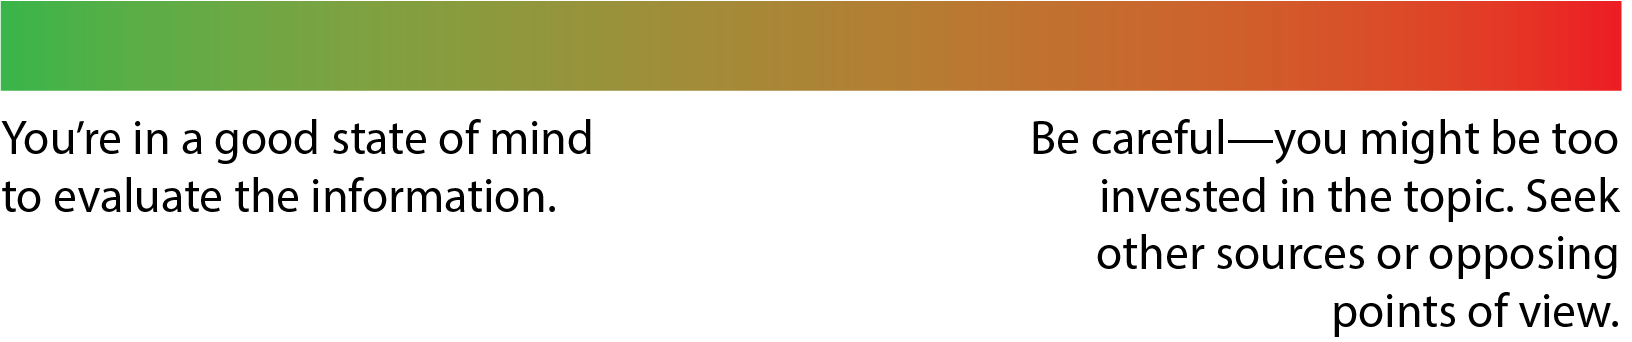 You’re in a good state of mind
to evaluate the information.
Be careful—you might be too
invested in the topic. Seek
other sources or opposing
points of view.